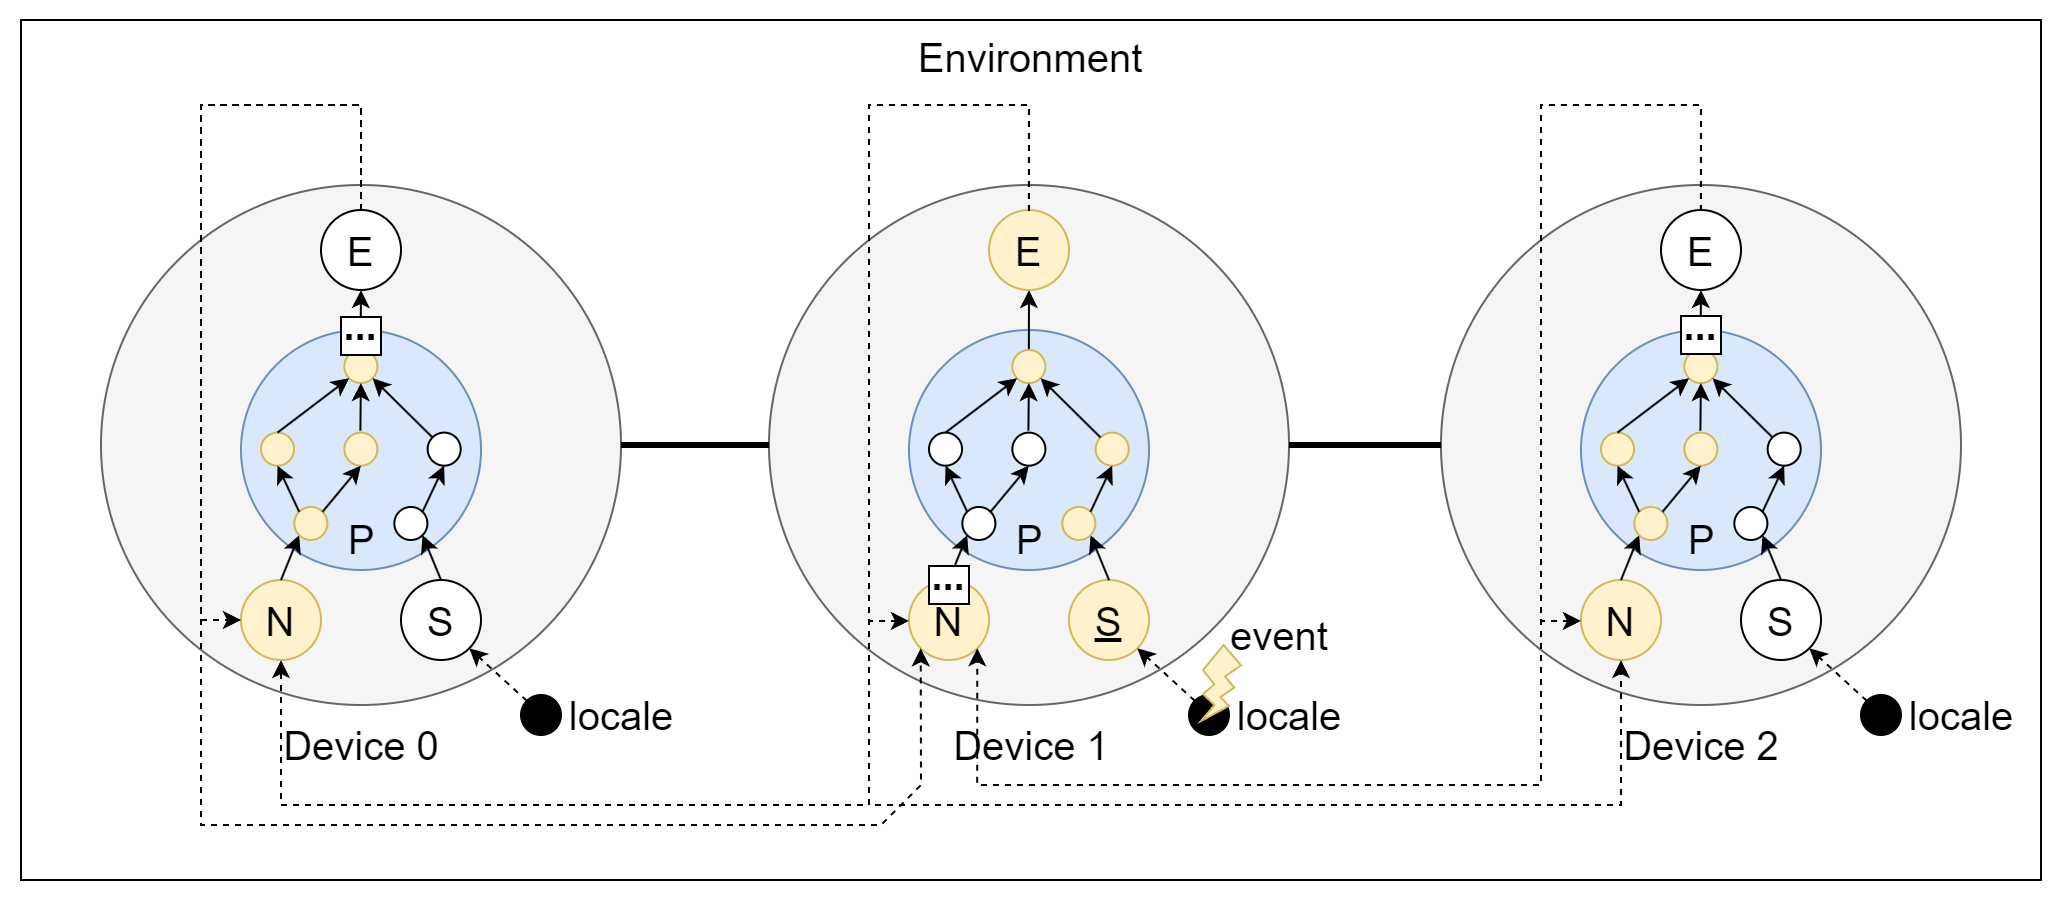 Environment
E
E
E
...
...
P
P
P
...
N
S
N
S
N
S
event
locale
locale
locale
Device 0
Device 1
Device 2